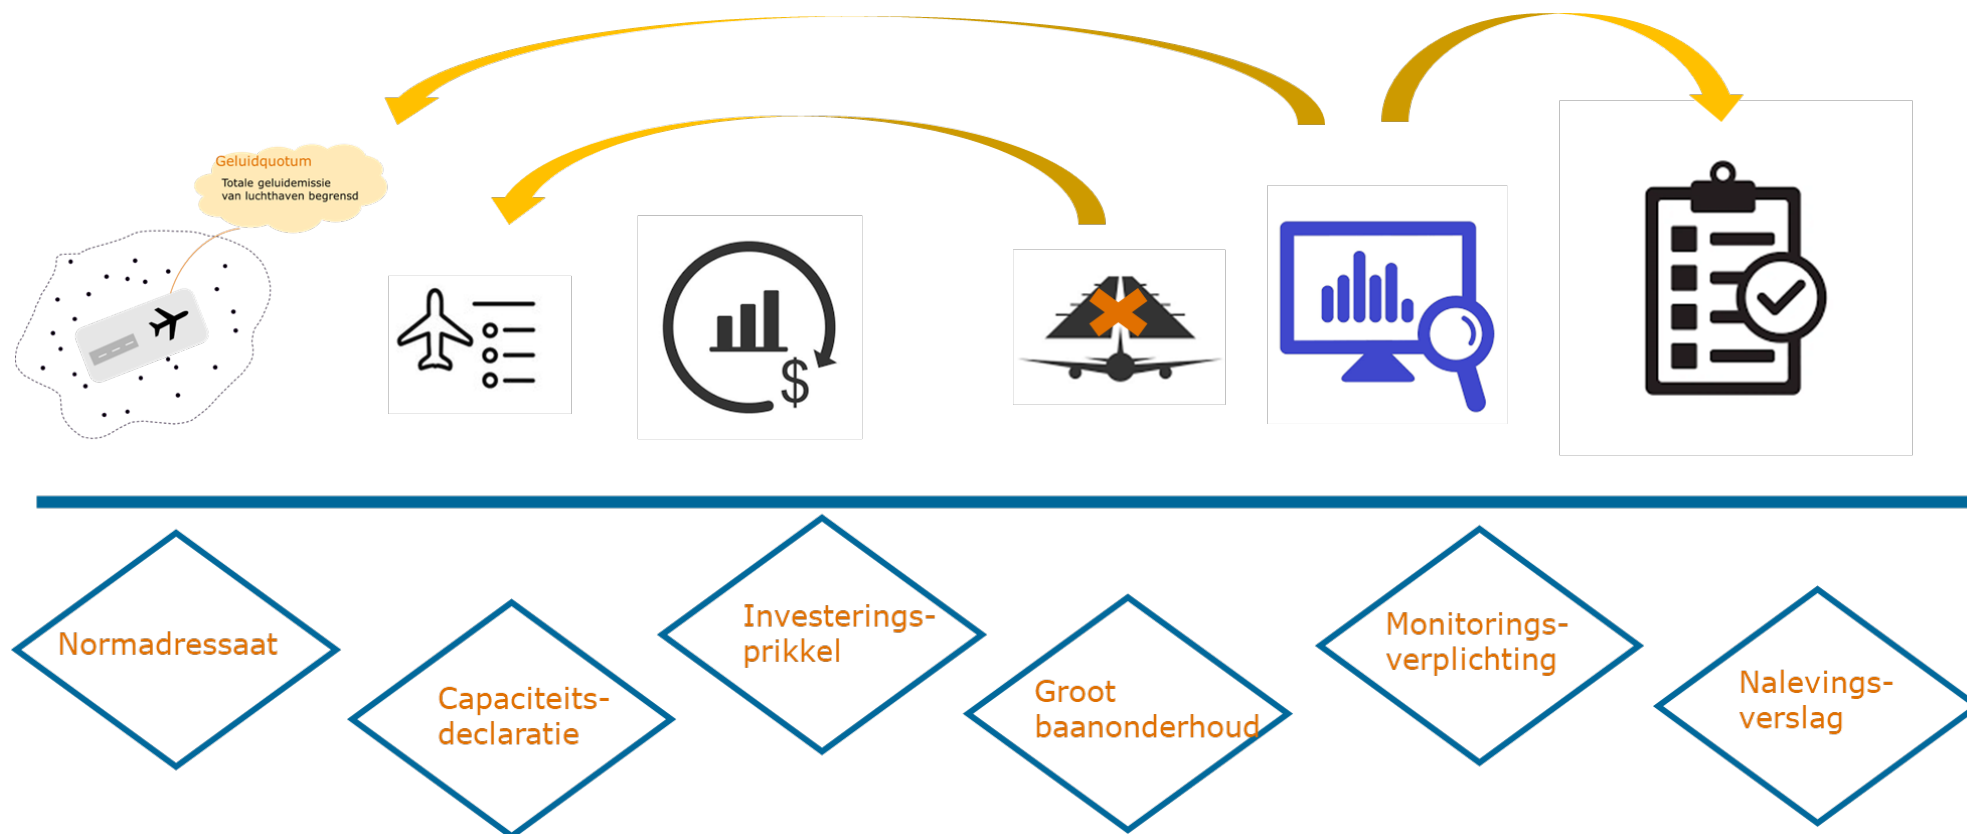 Geluidquotum
Totale geluidemissie
van luchthaven begrensd
$
Normadressaat
Capaciteits-
declaratie
Investerings-
prikkel
Groot
baanonderhoud
Monitorings-
verplichting
Nalevings-
verslag